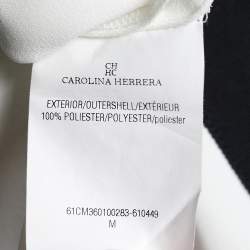 CH
HC
CAROLINA HERRERA
EXTERIOR/OUTERSHELL/EXTÉRIEUR
100% POLIESTER/POLYESTER/poliester
61CM360100283-610449
M